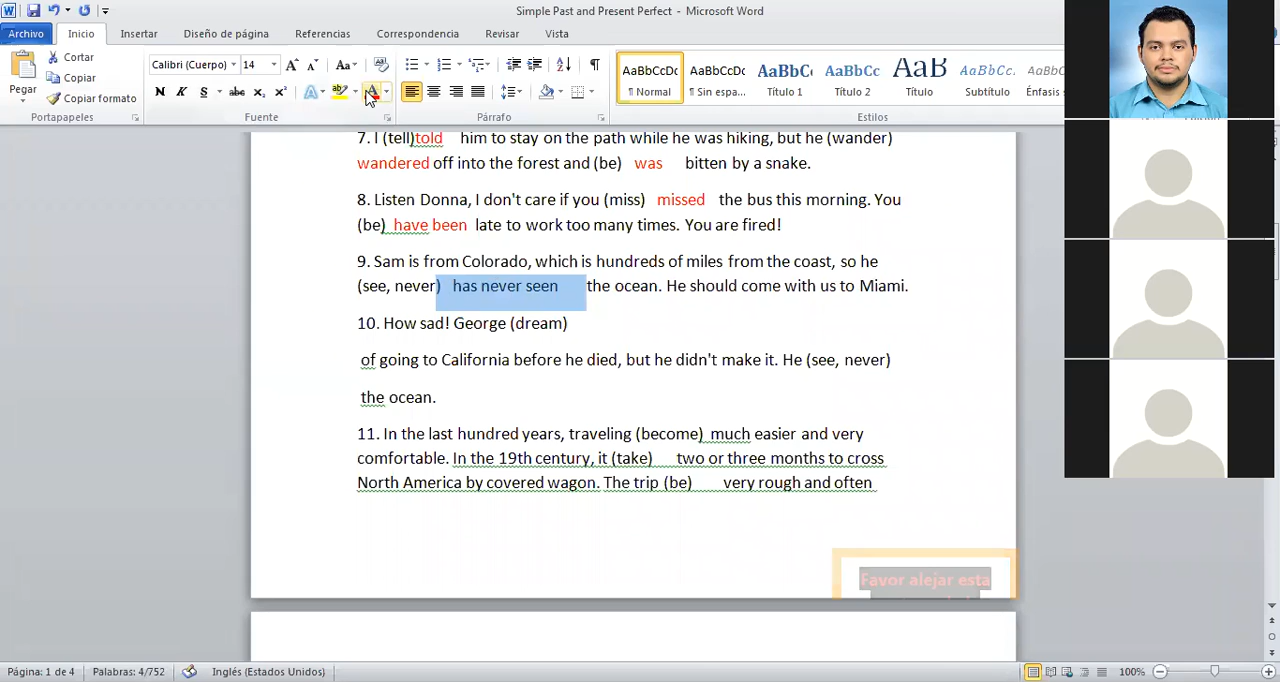 Simple Past and Present Perfect - Microsoft Word
Archivo Inicio Insertar Diseño de página Referencias Correspondencia Revisar Vista
Pegar
Cortar
Copiar
Copiar formato
Portapapeles
Calibri (Cuerpo) 14
N K S abc x₂ x²
Fuente
Párrafo
AaBbCcDc AaBbCcDc AaBbC AaBbCc AaB AaBbCc. AaBbCc
¶ Normal ¶ Sin espa... Título 1 Título 2 Título Subtítulo Énfasis s
Estilos
7. I (tell)told him to stay on the path while he was hiking, but he (wander)
wandered off into the forest and (be) was bitten by a snake.
8. Listen Donna, I don't care if you (miss) missed the bus this morning. You
(be) have been late to work too many times. You are fired!
9. Sam is from Colorado, which is hundreds of miles from the coast, so he
(see, never) has never seen the ocean. He should come with us to Miami.
10. How sad! George (dream)
of going to California before he died, but he didn't make it. He (see, never)
the ocean.
11. In the last hundred years, traveling (become) much easier and very
comfortable. In the 19th century, it (take) two or three months to cross
North America by covered wagon. The trip (be) very rough and often
Favor alejar esta
Página: 1 de 4 Palabras: 4/752 Inglés (Estados Unidos) 100%